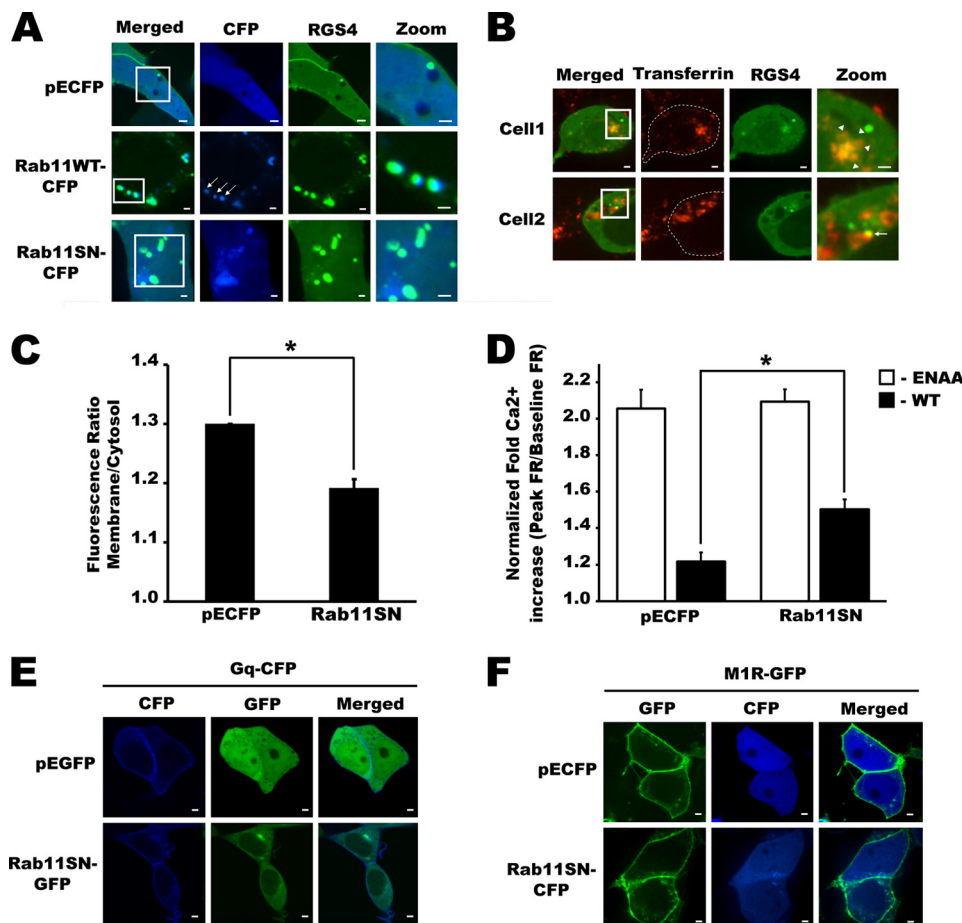 A
Merged CFP RGS4 Zoom
pECFP
Rab11WT-
CFP
Rab11SN-
CFP
B
Merged Transferrin RGS4 Zoom
Cell1
Cell2
C
Fluorescence Ratio
Membrane/Cytosol
1.4
1.3
1.2
1.1
1.0
*
pECFP Rab11SN
D
Normalized Fold Ca2+
increase (Peak FR/Baseline FR)
2.2
2.0
1.8
1.6
1.4
1.2
1.0
*
- ENAA
- WT
pECFP Rab11SN
E
Gq-CFP
CFP GFP Merged
pEGFP
Rab11SN-
GFP
F
M1R-GFP
GFP CFP Merged
pECFP
Rab11SN-
CFP